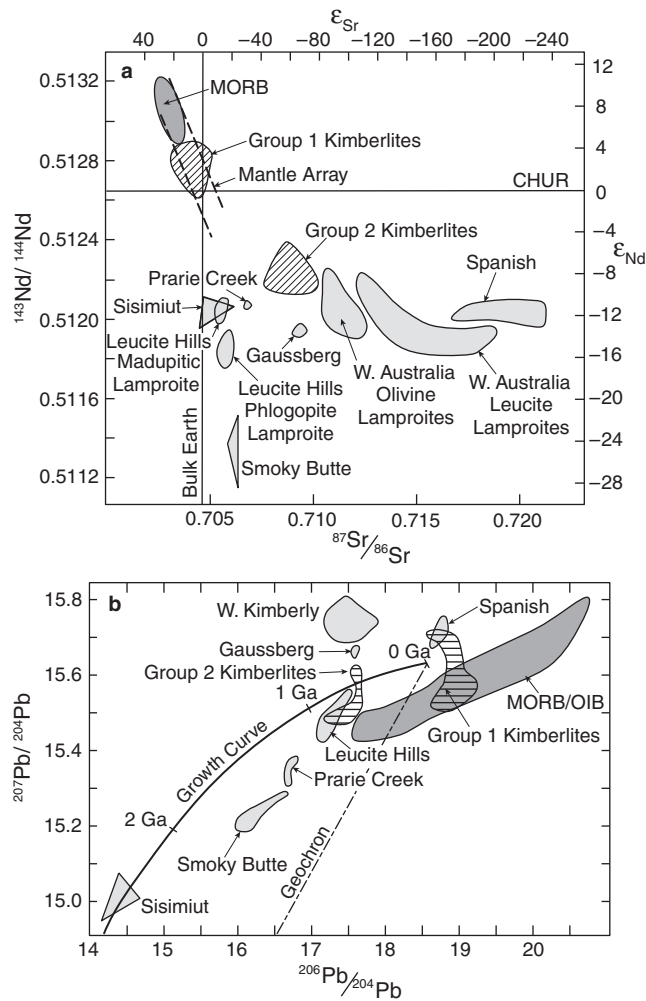 εSr
30 0 −30 −60 −90 −120 −160 −200 −240
a
MORB
Group 1 Kimberlites
Mantle Array
CHUR
Group 2 Kimberlites
Prarie Creek
Spanish
Sisimiut
Leucite Hills
Madupitic
Lamproite
Gaussberg
Leucite Hills
Phlogopite
Lamproite
W. Australia
Olivine
Lamproites
W. Australia
Leucite
Lamproites
Smoky Butte
Bulk Earth
0.5132
0.5128
0.5124
0.5120
0.5116
0.5112
143Nd/ 144Nd
12
8
4
0
−4
−8
−12
−16
−20
−24
−28
εNd
0.705 0.710 0.715 0.720
87Sr/86Sr
b
W. Kimberly
Spanish
Gaussberg
0 Ga
Group 2 Kimberlites
1 Ga
MORB/OIB
Group 1 Kimberlites
Leucite Hills
Prarie Creek
Growth Curve
2 Ga
Smoky Butte
Geochron
Sisimiut
15.8
15.6
15.4
15.2
15.0
207Pb/ 204Pb
14 15 16 17 18 19 20
206Pb/204Pb